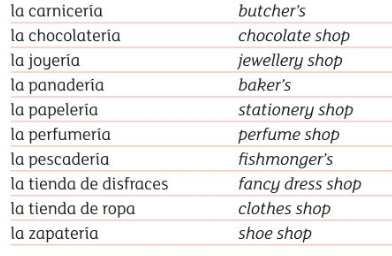 la carnicería butcher's
la chocolatería chocolate shop
la joyería jewellery shop
la panadería baker's
la papelería stationery shop
la perfumería perfume shop
la pescadería fishmonger's
la tienda de disfraces fancy dress shop
la tienda de ropa clothes shop
la zapatería shoe shop